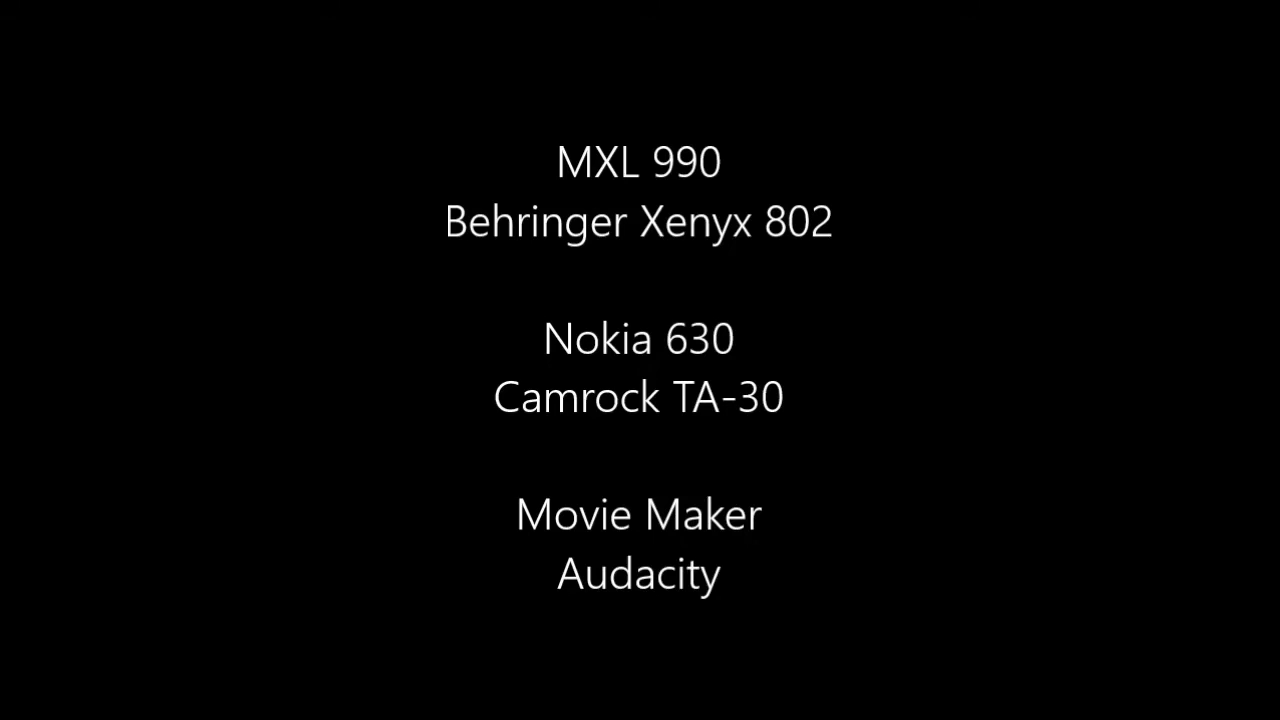 MXL 990
Behringer Xenyx 802
Nokia 630
Camrock TA-30
Movie Maker
Audacity